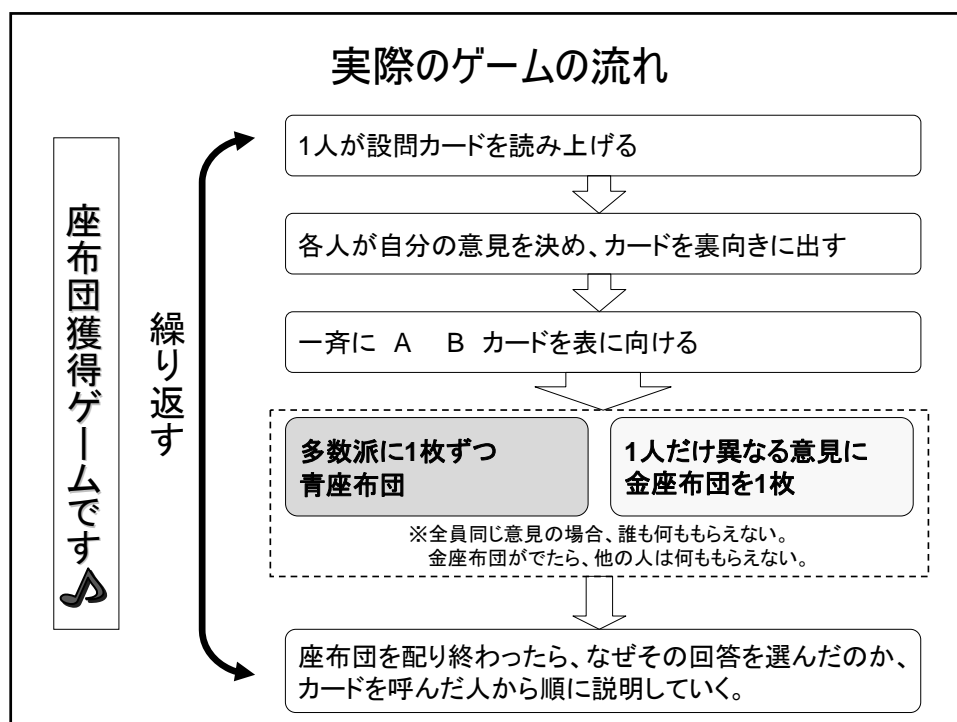 実際のゲームの流れ
座布団獲得ゲームです
繰り返す
1人が設問カードを読み上げる
各人が自分の意見を決め、カードを裏向きに出す
一斉に A B カードを表に向ける
多数派に1枚ずつ
青座布団
1人だけ異なる意見に
金座布団を1枚
※全員同じ意見の場合、誰も何ももらえない。
金座布団がでたら、他の人は何ももらえない。
座布団を配り終わったら、なぜその回答を選んだのか、
カードを呼んだ人から順に説明していく。